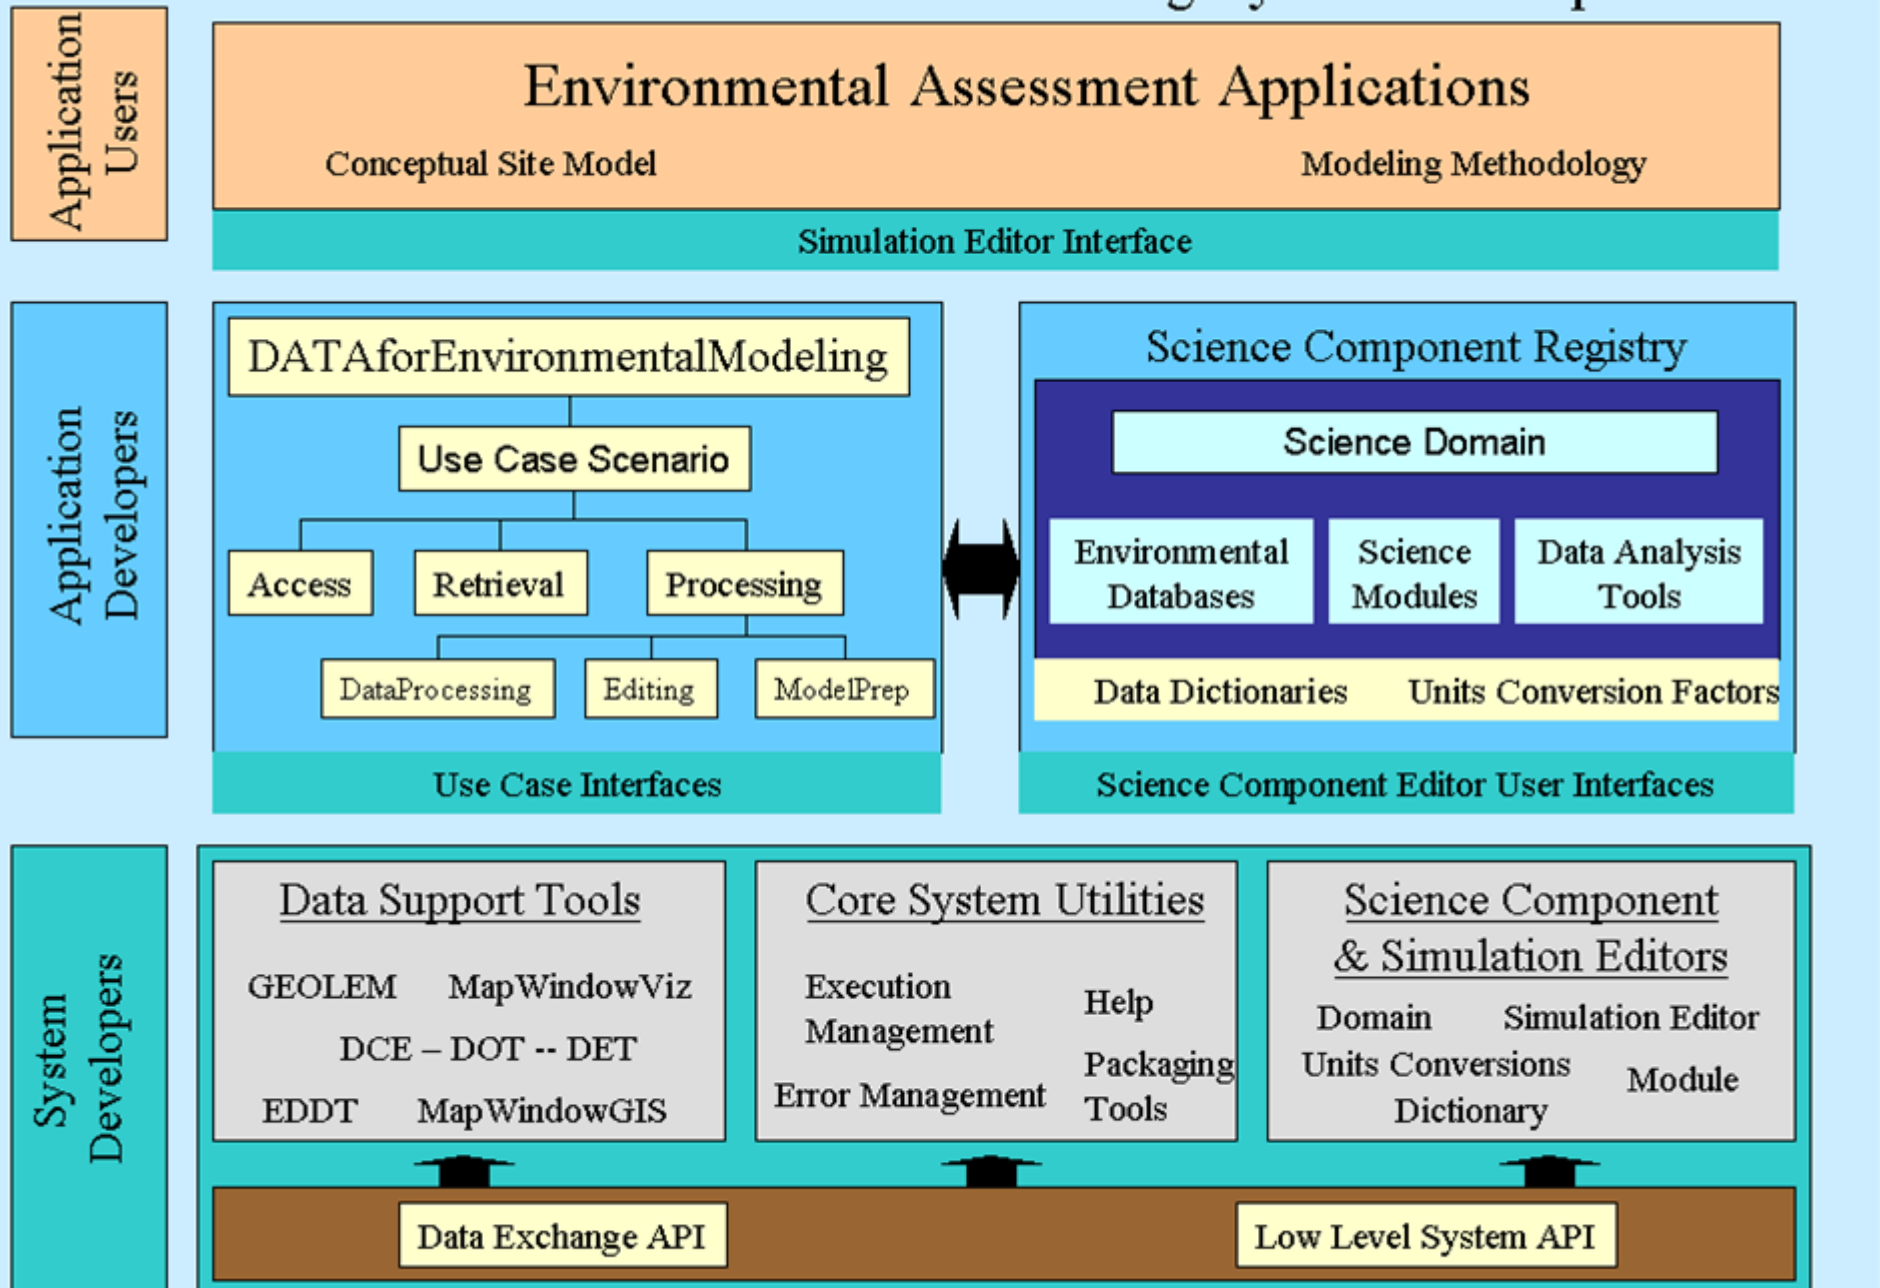 Application
Users
Environmental Assessment Applications
Conceptual Site Model
Modeling Methodology
Simulation Editor Interface
Application
Developers
DATAforEnvironmentalModeling
Use Case Scenario
Access
Retrieval
Processing
DataProcessing
Editing
ModelPrep
Use Case Interfaces
Science Component Registry
Science Domain
Environmental
Databases
Science
Modules
Data Analysis
Tools
Data Dictionaries
Units Conversion Factors
Science Component Editor User Interfaces
System
Developers
Data Support Tools
GEOLEM MapWindowViz
DCE – DOT -- DET
EDDT MapWindowGIS
Core System Utilities
Execution
Management
Error Management
Help
Packaging
Tools
Science Component
& Simulation Editors
Domain
Simulation Editor
Units Conversions
Module
Dictionary
Data Exchange API
Low Level System API